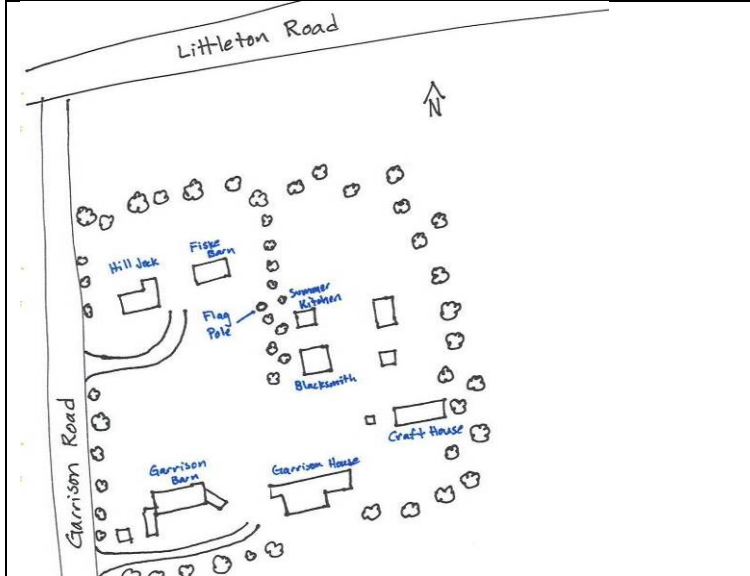 Littleton Road
N
Hill Jock
Fiske
Barn
Summer
Kitchen
Flag
Pole
Blacksmith
Craft House
Garrison House
Garrison
Barn
Garrison Road